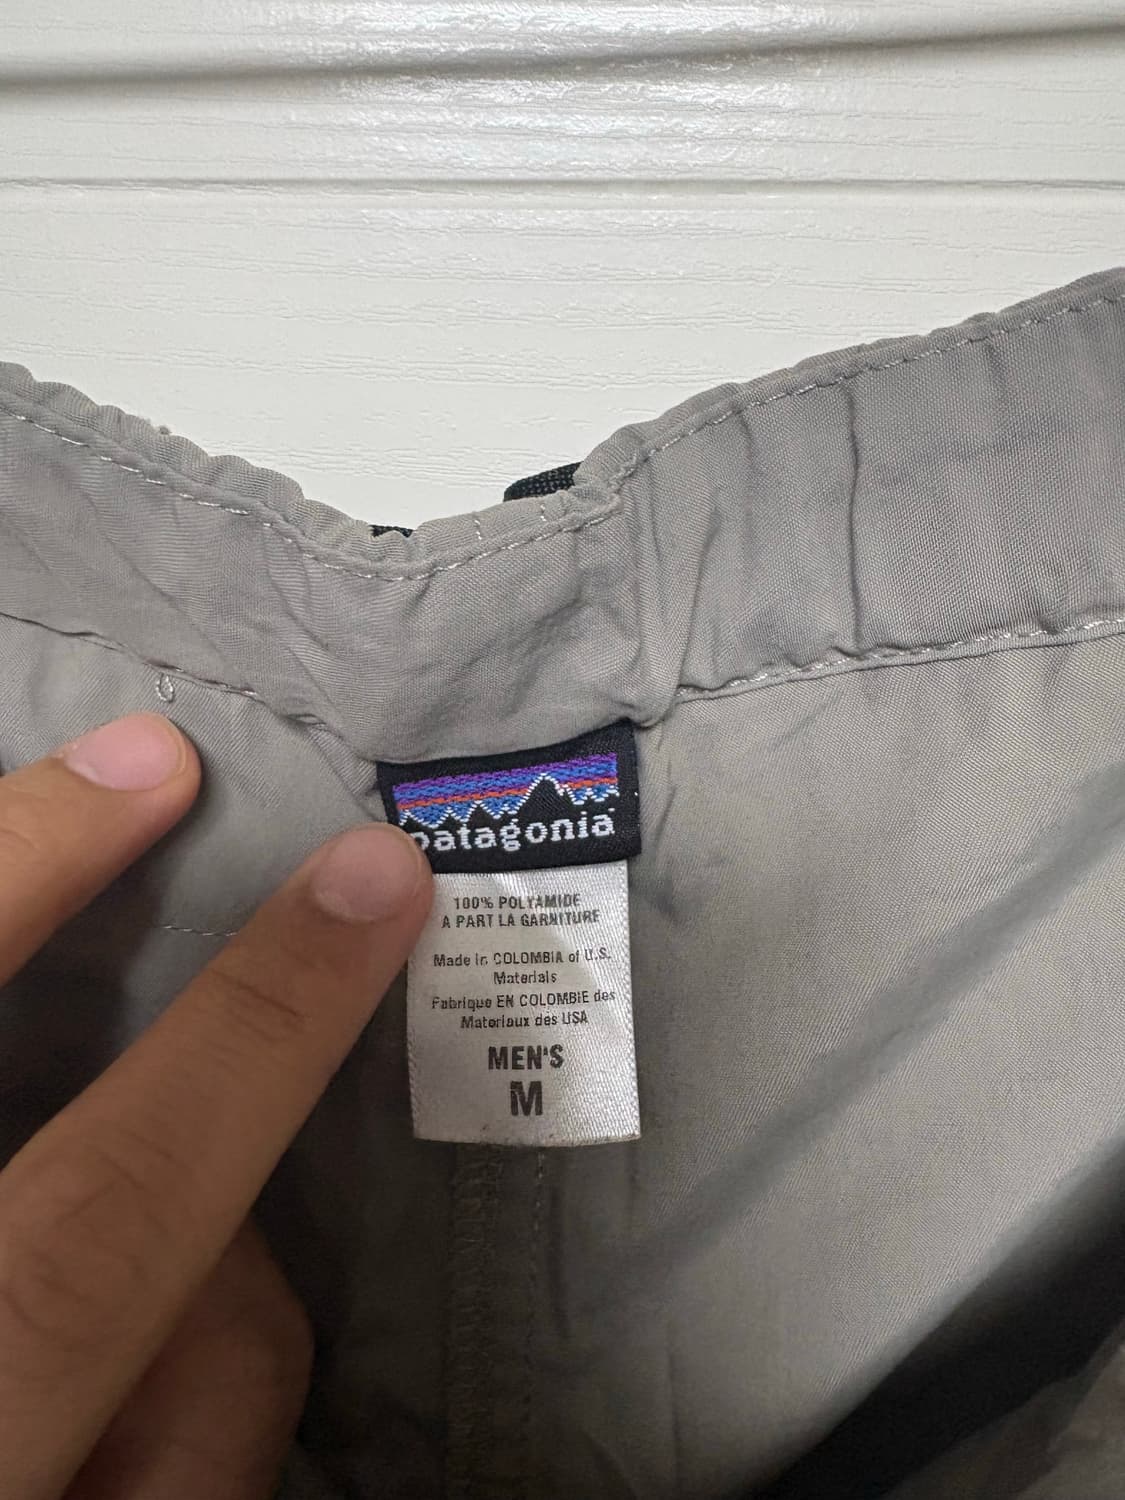 patagonia
100% POLYAMIDE
A PART LA GARNITURE
Made in COLOMBIA of U.S.
Materials
Fabrique EN COLOMBIE des
Materiaux des USA
MEN'S
M